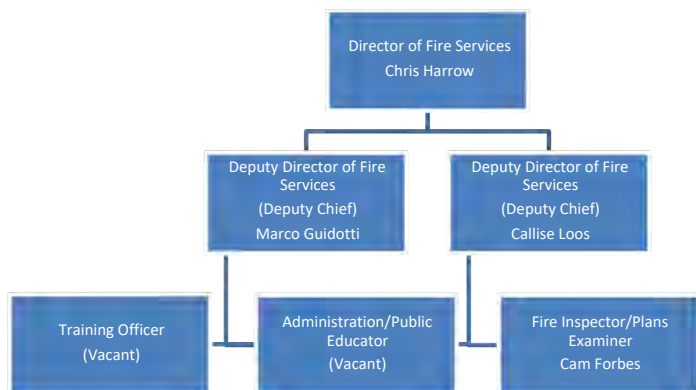 Director of Fire Services
Chris Harrow
Deputy Director of Fire
Services
(Deputy Chief)
Marco Guidotti
Deputy Director of Fire
Services
(Deputy Chief)
Callise Loos
Training Officer
(Vacant)
Administration/Public
Educator
(Vacant)
Fire Inspector/Plans
Examiner
Cam Forbes